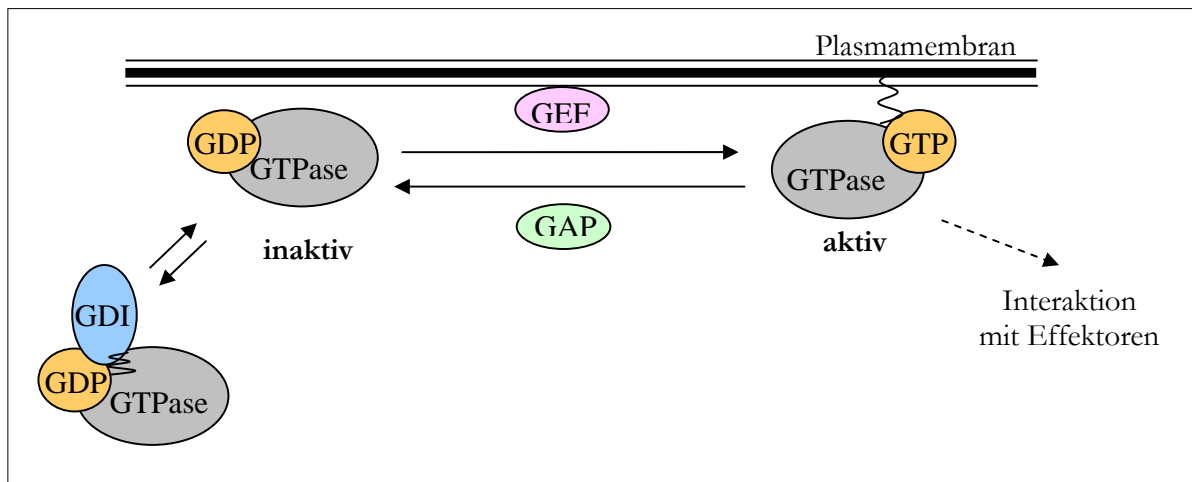 Plasmamembran
GEF
GDP
GTPase
GTP
GTPase
GAP
inaktiv
aktiv
GDI
GDP
GTPase
Interaktion
mit Effektoren